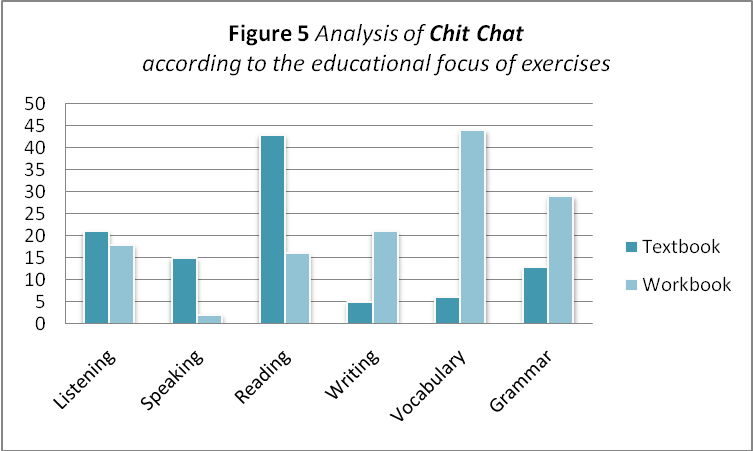 Figure 5 Analysis of Chit Chat
according to the educational focus of exercises
50
45
40
35
30
25
20
15
10
5
0
Listening
Speaking
Reading
Writing
Vocabulary
Grammar
Textbook
Workbook